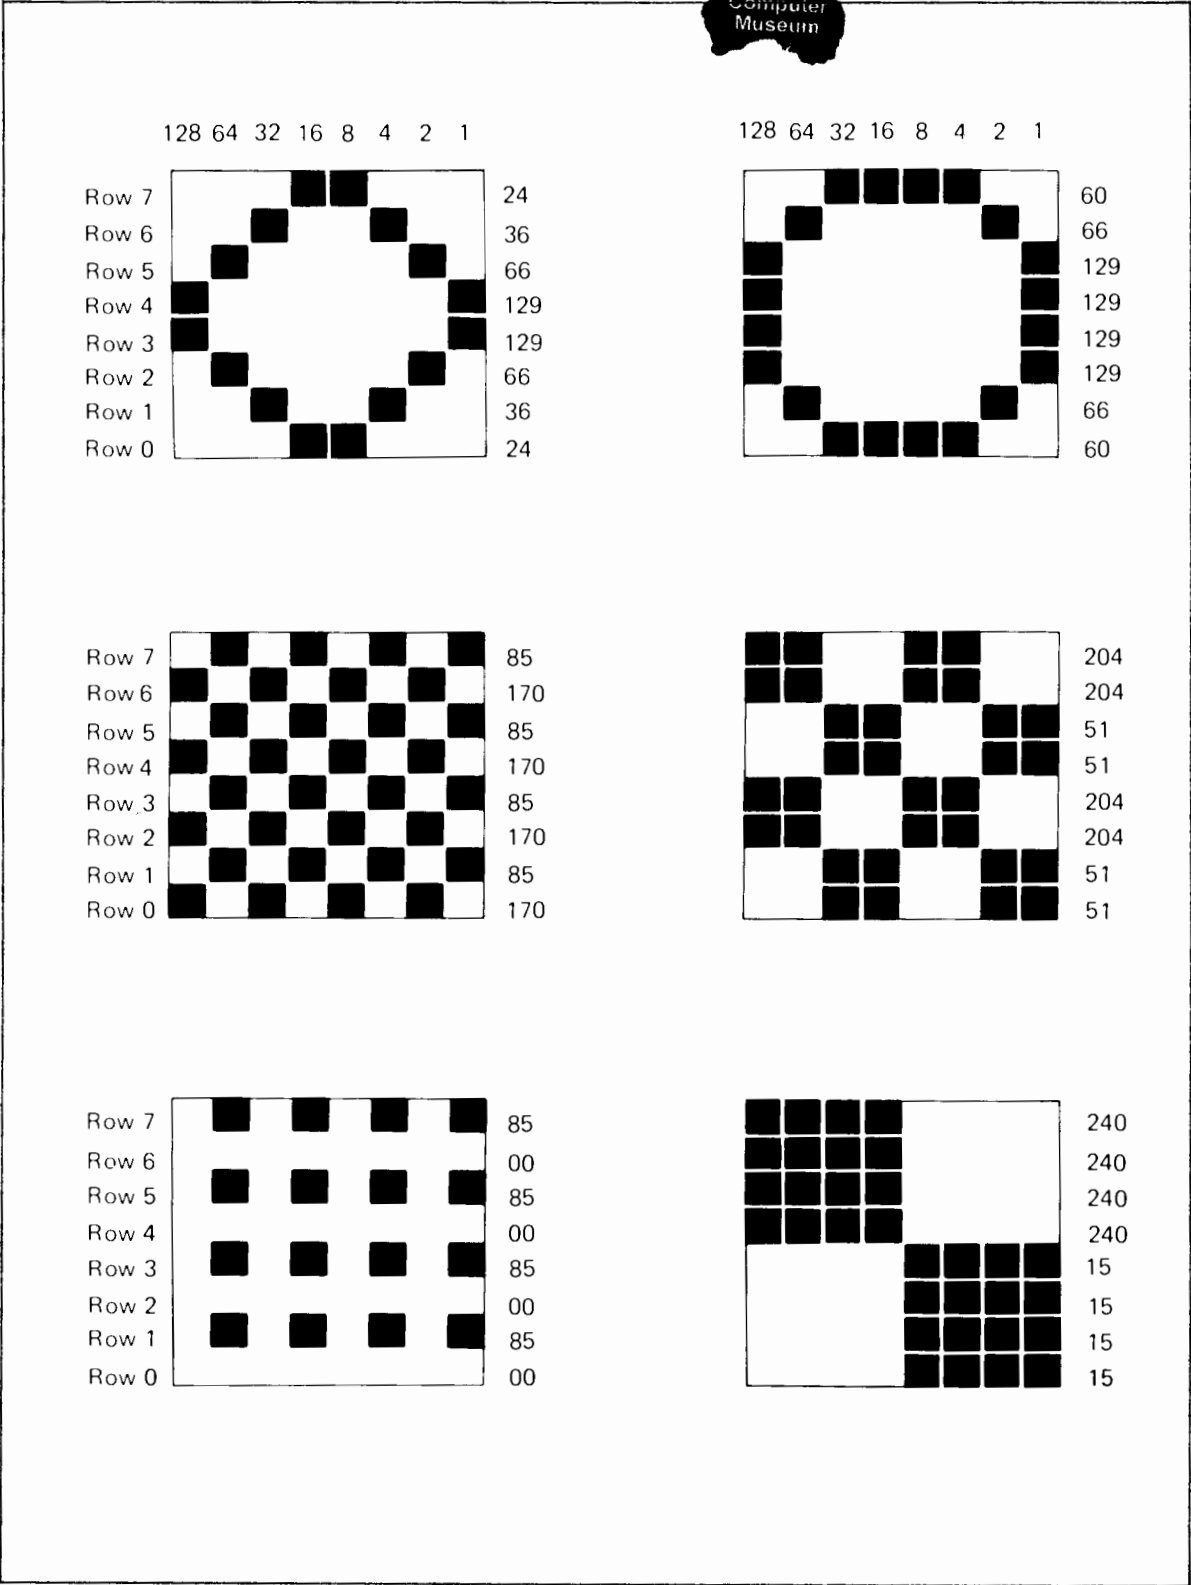 Computer
Museum
128 64 32 16 8 4 2 1
128 64 32 16 8 4 2 1
Row 7 24
Row 6 36
Row 5 66
Row 4 129
Row 3 129
Row 2 66
Row 1 36
Row 0 24
60
66
129
129
129
129
66
60
Row 7 85
Row 6 170
Row 5 85
Row 4 170
Row 3 85
Row 2 170
Row 1 85
Row 0 170
204
204
51
51
204
204
51
51
Row 7 85
Row 6 00
Row 5 85
Row 4 00
Row 3 85
Row 2 00
Row 1 85
Row 0 00
240
240
240
240
15
15
15
15